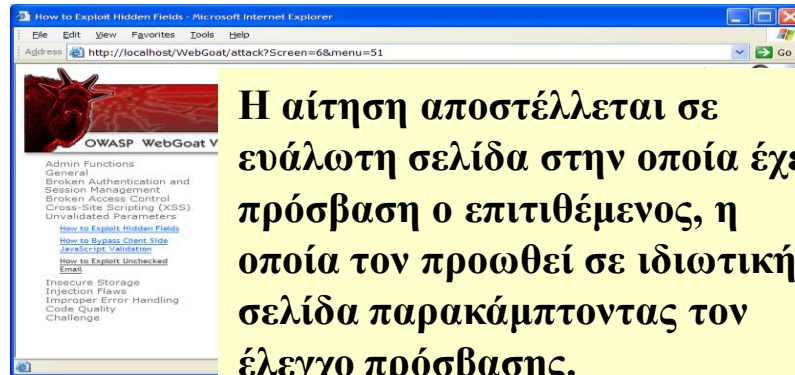 How to Exploit Hidden Fields - Microsoft Internet Explorer
File Edit View Favorites Tools Help
Address http://localhost/WebGoat/attack?Screen=6&menu=51 Go
OWASP WebGoat V
Admin Functions
General
Broken Authentication and
Session Management
Broken Access Control
Cross-Site Scripting (XSS)
Unvalidated Parameters
How to Exploit Hidden Fields
How to Bypass Client Side
JavaScript Validation
How to Exploit Unchecked
Email
Insecure Storage
Injection Flaws
Improper Error Handling
Code Quality
Challenge
Η αίτηση αποστέλλεται σε
ευάλωτη σελίδα στην οποία έχε
πρόσβαση ο επιτιθέμενος, η
οποία τον προωθεί σε ιδιωτική
σελίδα παρακάμπτοντας τον
έλεγχο πρόσβασης.